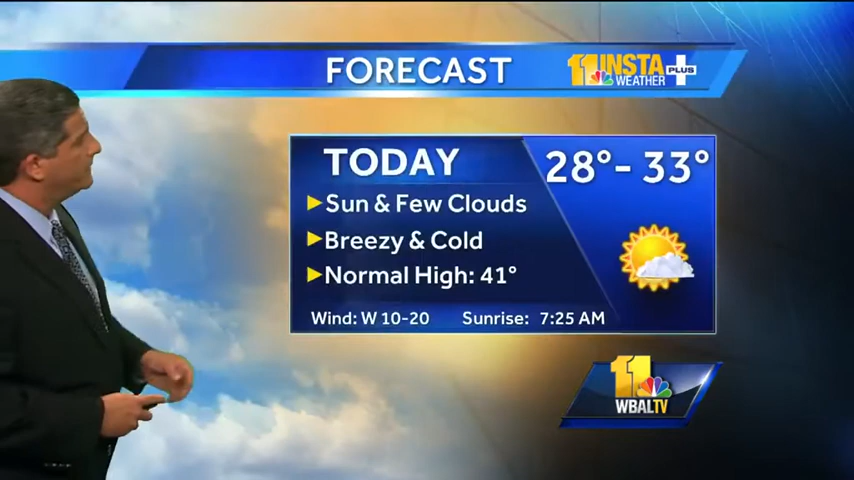 FORECAST
11 INSTA
WEATHER
PLUS
TODAY
28°- 33°
Sun & Few Clouds
Breezy & Cold
Normal High: 41°
Wind: W 10-20 Sunrise: 7:25 AM
11
WBALTV